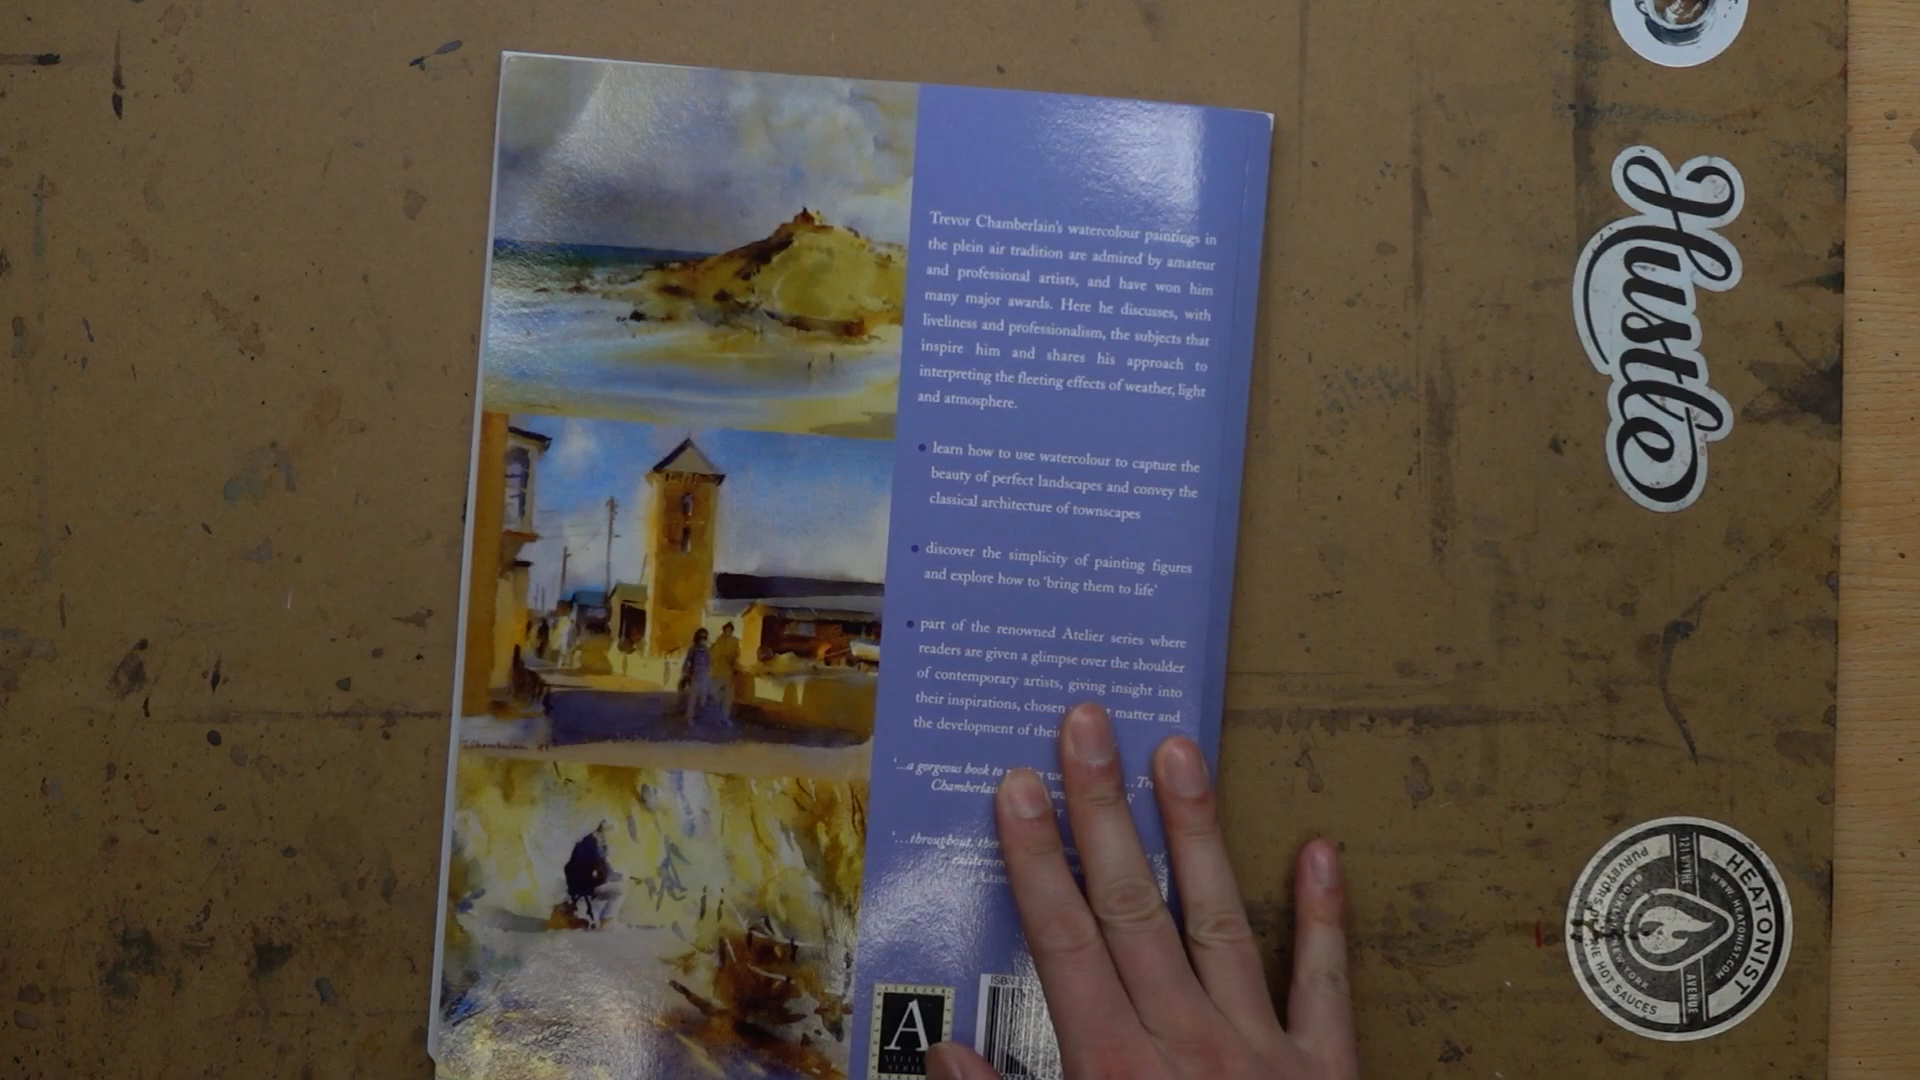 Trevor Chamberlain's watercolour paintings in
the plein air tradition are admired by amateur
and professional artists, and have won him
many major awards. Here he discusses, with
liveliness and professionalism, the subjects that
inspire him and shares his approach to
interpreting the fleeting effects of weather, light
and atmosphere.
• learn how to use watercolour to capture the
beauty of perfect landscapes and convey the
classical architecture of townscapes
• discover the simplicity of painting figures
and explore how to 'bring them to life'
• part of the renowned Atelier series where
readers are given a glimpse over the shoulder
of contemporary artists, giving insight into
their inspirations, chosen matter and
the development of their
'...a gorgeous book to
Chamberlain
'...throughout,
A
ISBN
Hustle
HEATONIST
WWW.HEATONIST.COM
PURVEYORS OF FINE HOT SAUCES
AVENUE